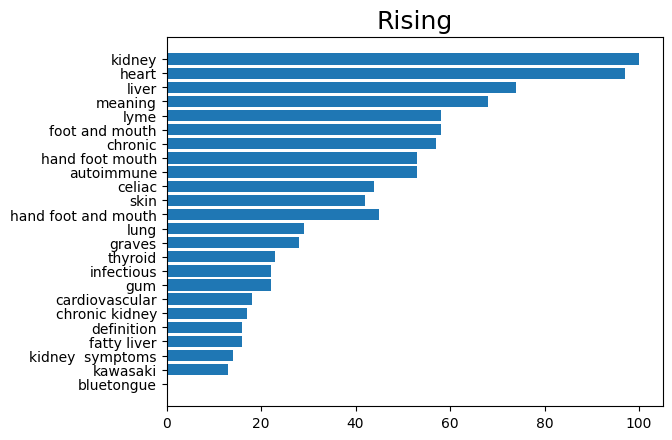 Rising
kidney
heart
liver
meaning
lyme
foot and mouth
chronic
hand foot mouth
autoimmune
celiac
skin
hand foot and mouth
lung
graves
thyroid
infectious
gum
cardiovascular
chronic kidney
definition
fatty liver
kidney  symptoms
kawasaki
bluetongue
0 20 40 60 80 100